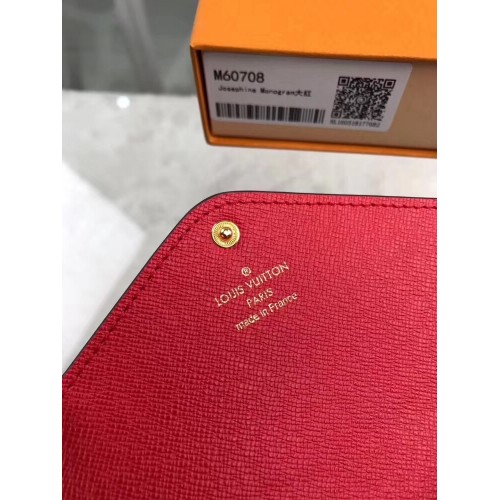 M60708
Josephine Monogram大红
®
LOUIS VUITTON
PARIS
made in France